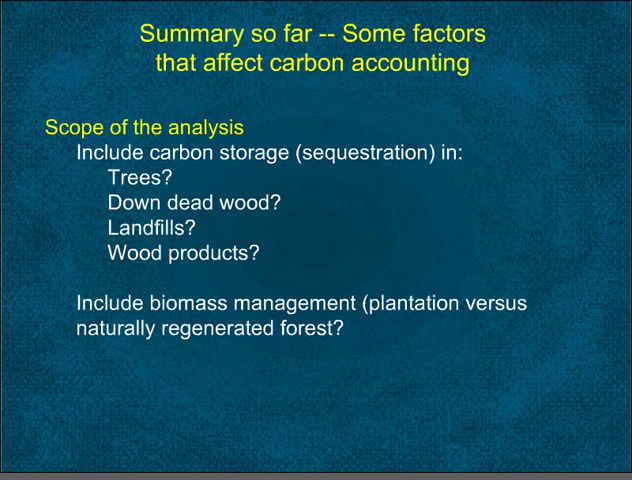 Summary so far -- Some factors
that affect carbon accounting
Scope of the analysis
Include carbon storage (sequestration) in:
Trees?
Down dead wood?
Landfills?
Wood products?
Include biomass management (plantation versus
naturally regenerated forest?